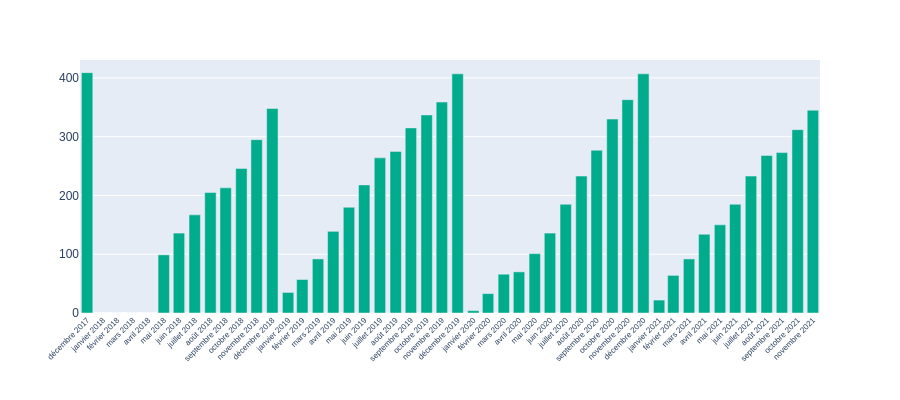 400
300
200
100
0
décembre 2017
janvier 2018
février 2018
mars 2018
avril 2018
mai 2018
juin 2018
juillet 2018
août 2018
septembre 2018
octobre 2018
novembre 2018
décembre 2018
janvier 2019
février 2019
mars 2019
avril 2019
mai 2019
juin 2019
juillet 2019
août 2019
septembre 2019
octobre 2019
novembre 2019
décembre 2019
janvier 2020
février 2020
mars 2020
avril 2020
mai 2020
juin 2020
juillet 2020
août 2020
septembre 2020
octobre 2020
novembre 2020
décembre 2020
janvier 2021
février 2021
mars 2021
avril 2021
mai 2021
juin 2021
juillet 2021
août 2021
septembre 2021
octobre 2021
novembre 2021